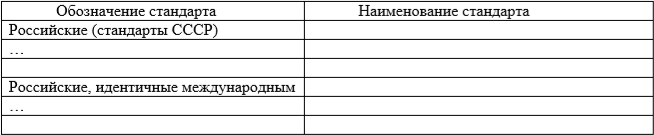 Обозначение стандарта Наименование стандарта
Российские (стандарты СССР)
…
Российские, идентичные международным
…